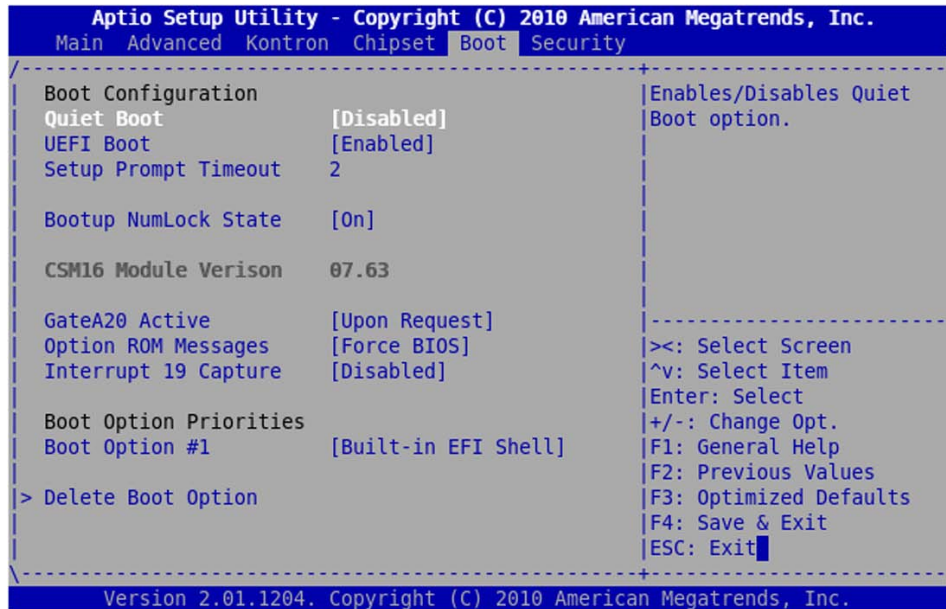 Aptio Setup Utility - Copyright (C) 2010 American Megatrends, Inc.
Main Advanced Kontron Chipset Boot Security
Boot Configuration
Quiet Boot [Disabled]
UEFI Boot [Enabled]
Setup Prompt Timeout 2
Bootup NumLock State [On]
CSM16 Module Verison 07.63
GateA20 Active [Upon Request]
Option ROM Messages [Force BIOS]
Interrupt 19 Capture [Disabled]
Boot Option Priorities
Boot Option #1 [Built-in EFI Shell]
> Delete Boot Option
Enables/Disables Quiet
Boot option.
><: Select Screen
^v: Select Item
Enter: Select
+/-: Change Opt.
F1: General Help
F2: Previous Values
F3: Optimized Defaults
F4: Save & Exit
ESC: Exit
Version 2.01.1204. Copyright (C) 2010 American Megatrends, Inc.